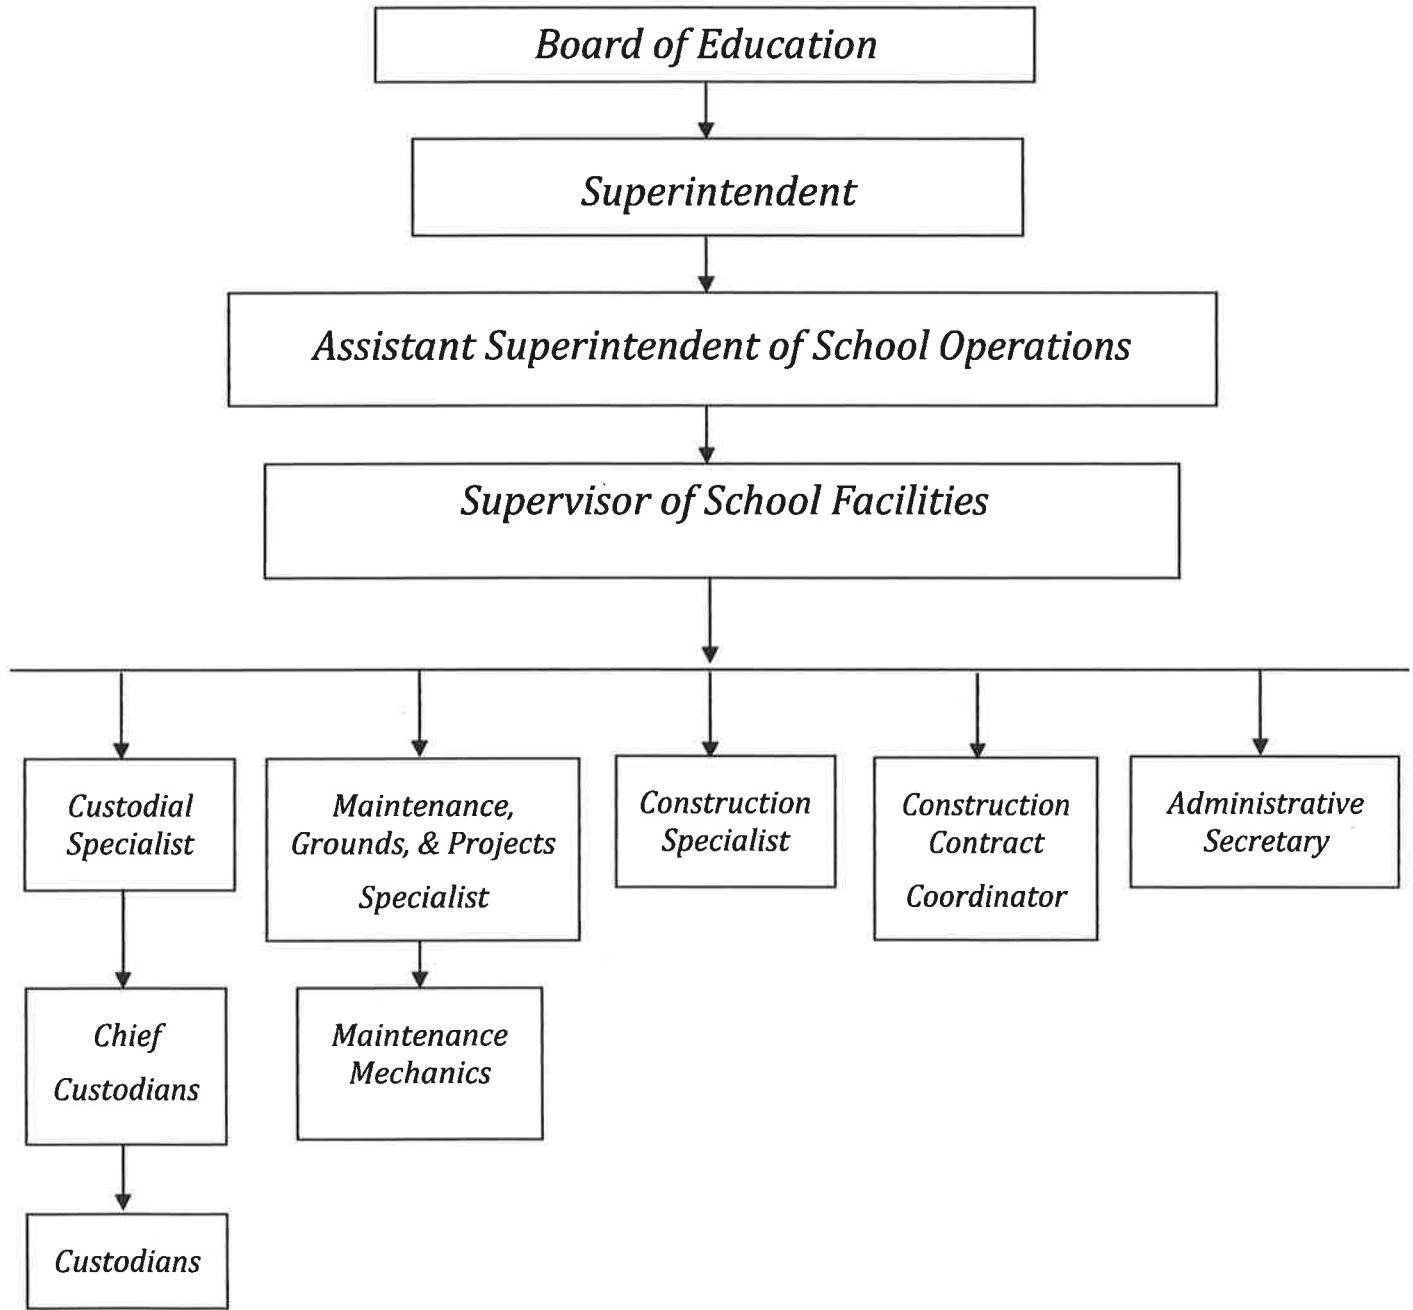 Board of Education
Superintendent
Assistant Superintendent of School Operations
Supervisor of School Facilities
Custodial
Specialist
Maintenance,
Grounds, & Projects
Specialist
Construction
Specialist
Construction
Contract
Coordinator
Administrative
Secretary
Chief
Custodians
Maintenance
Mechanics
Custodians